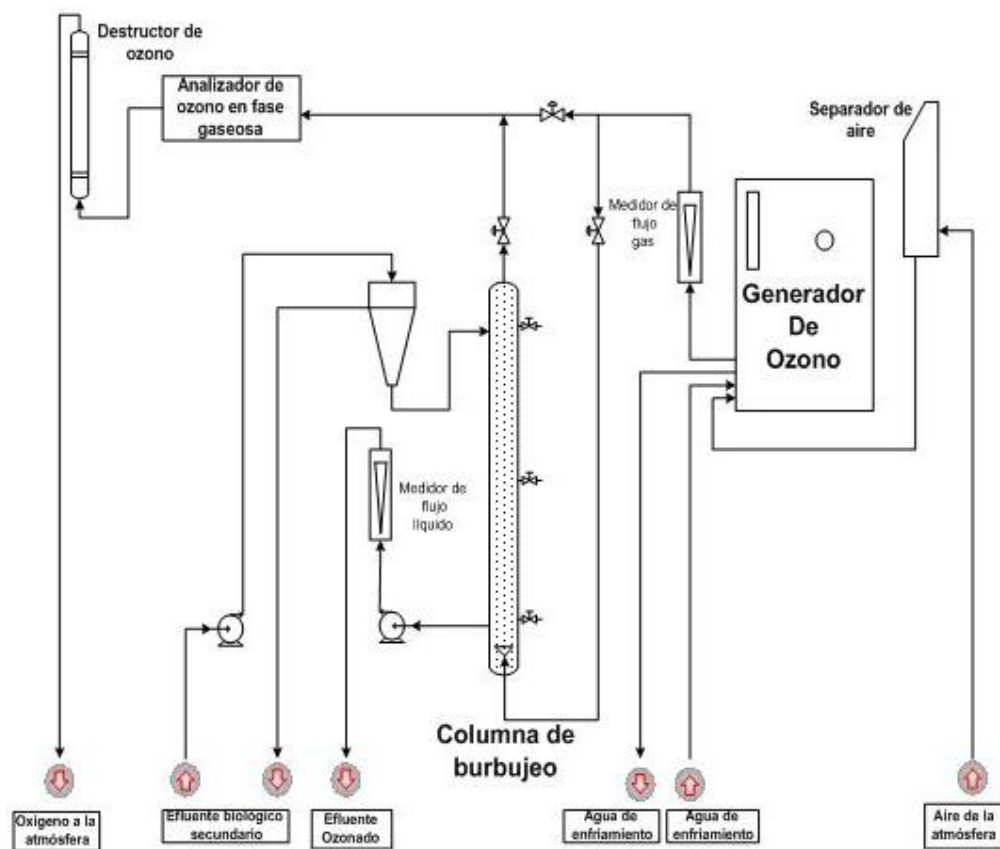 Destructor de
ozono
Analizador de
ozono en fase
gaseosa
Separador de
aire
Medidor de
flujo
gas
Generador
De
Ozono
Medidor de
flujo
líquido
Columna de
burbujeo
Oxigeno a la
atmósfera
Efluente biológico
secundario
Efluente
Ozonado
Agua de
enfriamiento
Agua de
enfriamiento
Aire de la
atmósfera